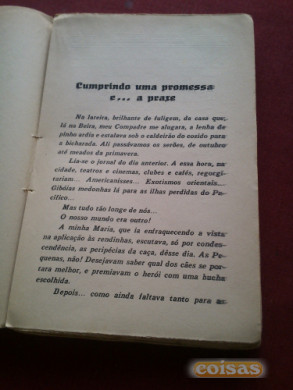 Cumprindo uma promessa
e... a praxe
Na lareira, brilhante de fuligem, da casa que,
lá na Beira, meu Compadre me alugara, a lenha de
pinho ardia e estalava sob o caldeirão do cosido para
a bicharada. Ali passávamos os serões, de outubro
até meados da primavera.
Lia-se o jornal do dia anterior. A essa hora, na
cidade, teatros e cinemas, clubes e cafés, regorgi-
tariam... Americanismos... Exotismos orientais...
Gibóias medonhas lá para as ilhas perdidas do Pa-
cífico...
Mas tudo tão longe de nós...
O nosso mundo era outro!
A minha Maria, que ia enfraquecendo a vista
na aplicação às rendinhas, escutava, só por condes-
cendência, as peripécias da caça, dêsse dia. As Pe-
quenas, não! Desejavam saber qual dos cães se por-
tara melhor, e premiavam o herói com uma bucha
escolhida.
Depois... como ainda faltava tanto para as
coisas